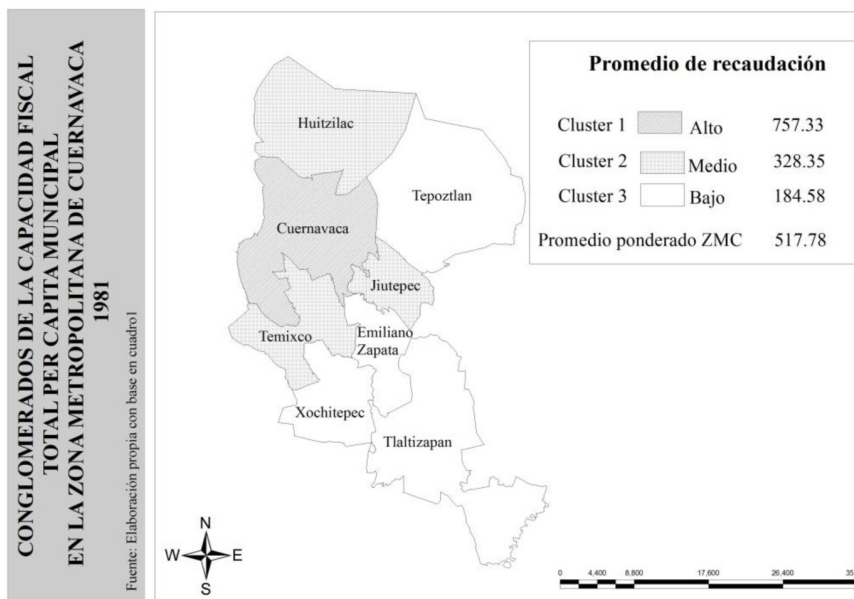 CONGLOMERADOS DE LA CAPACIDAD FISCAL
TOTAL PER CAPITA MUNICIPAL
EN LA ZONA METROPOLITANA DE CUERNAVACA
1981
Fuente: Elaboración propia con base en cuadro1
Promedio de recaudación
Cluster 1 Alto 757.33
Cluster 2 Medio 328.35
Cluster 3 Bajo 184.58
Promedio ponderado ZMC 517.78
Huitzilac
Tepoztlan
Cuernavaca
Jiutepec
Temixco
Emiliano
Zapata
Xochitepec
Tlaltizapan
N
W E
S
0 4,400 8,800 17,600 26,400